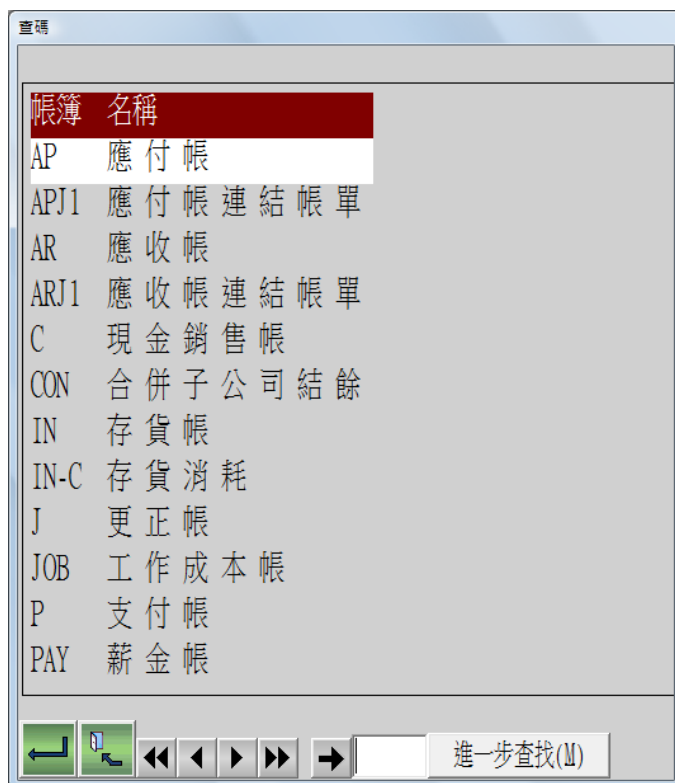 查碼
帳簿 名稱
AP 應付帳
APJ1 應付帳連結帳單
AR 應收帳
ARJ1 應收帳連結帳單
C 現金銷售帳
CON 合併子公司結餘
IN 存貨帳
IN-C 存貨消耗
J 更正帳
JOB 工作成本帳
P 支付帳
PAY 薪金帳
進一步查找(M)